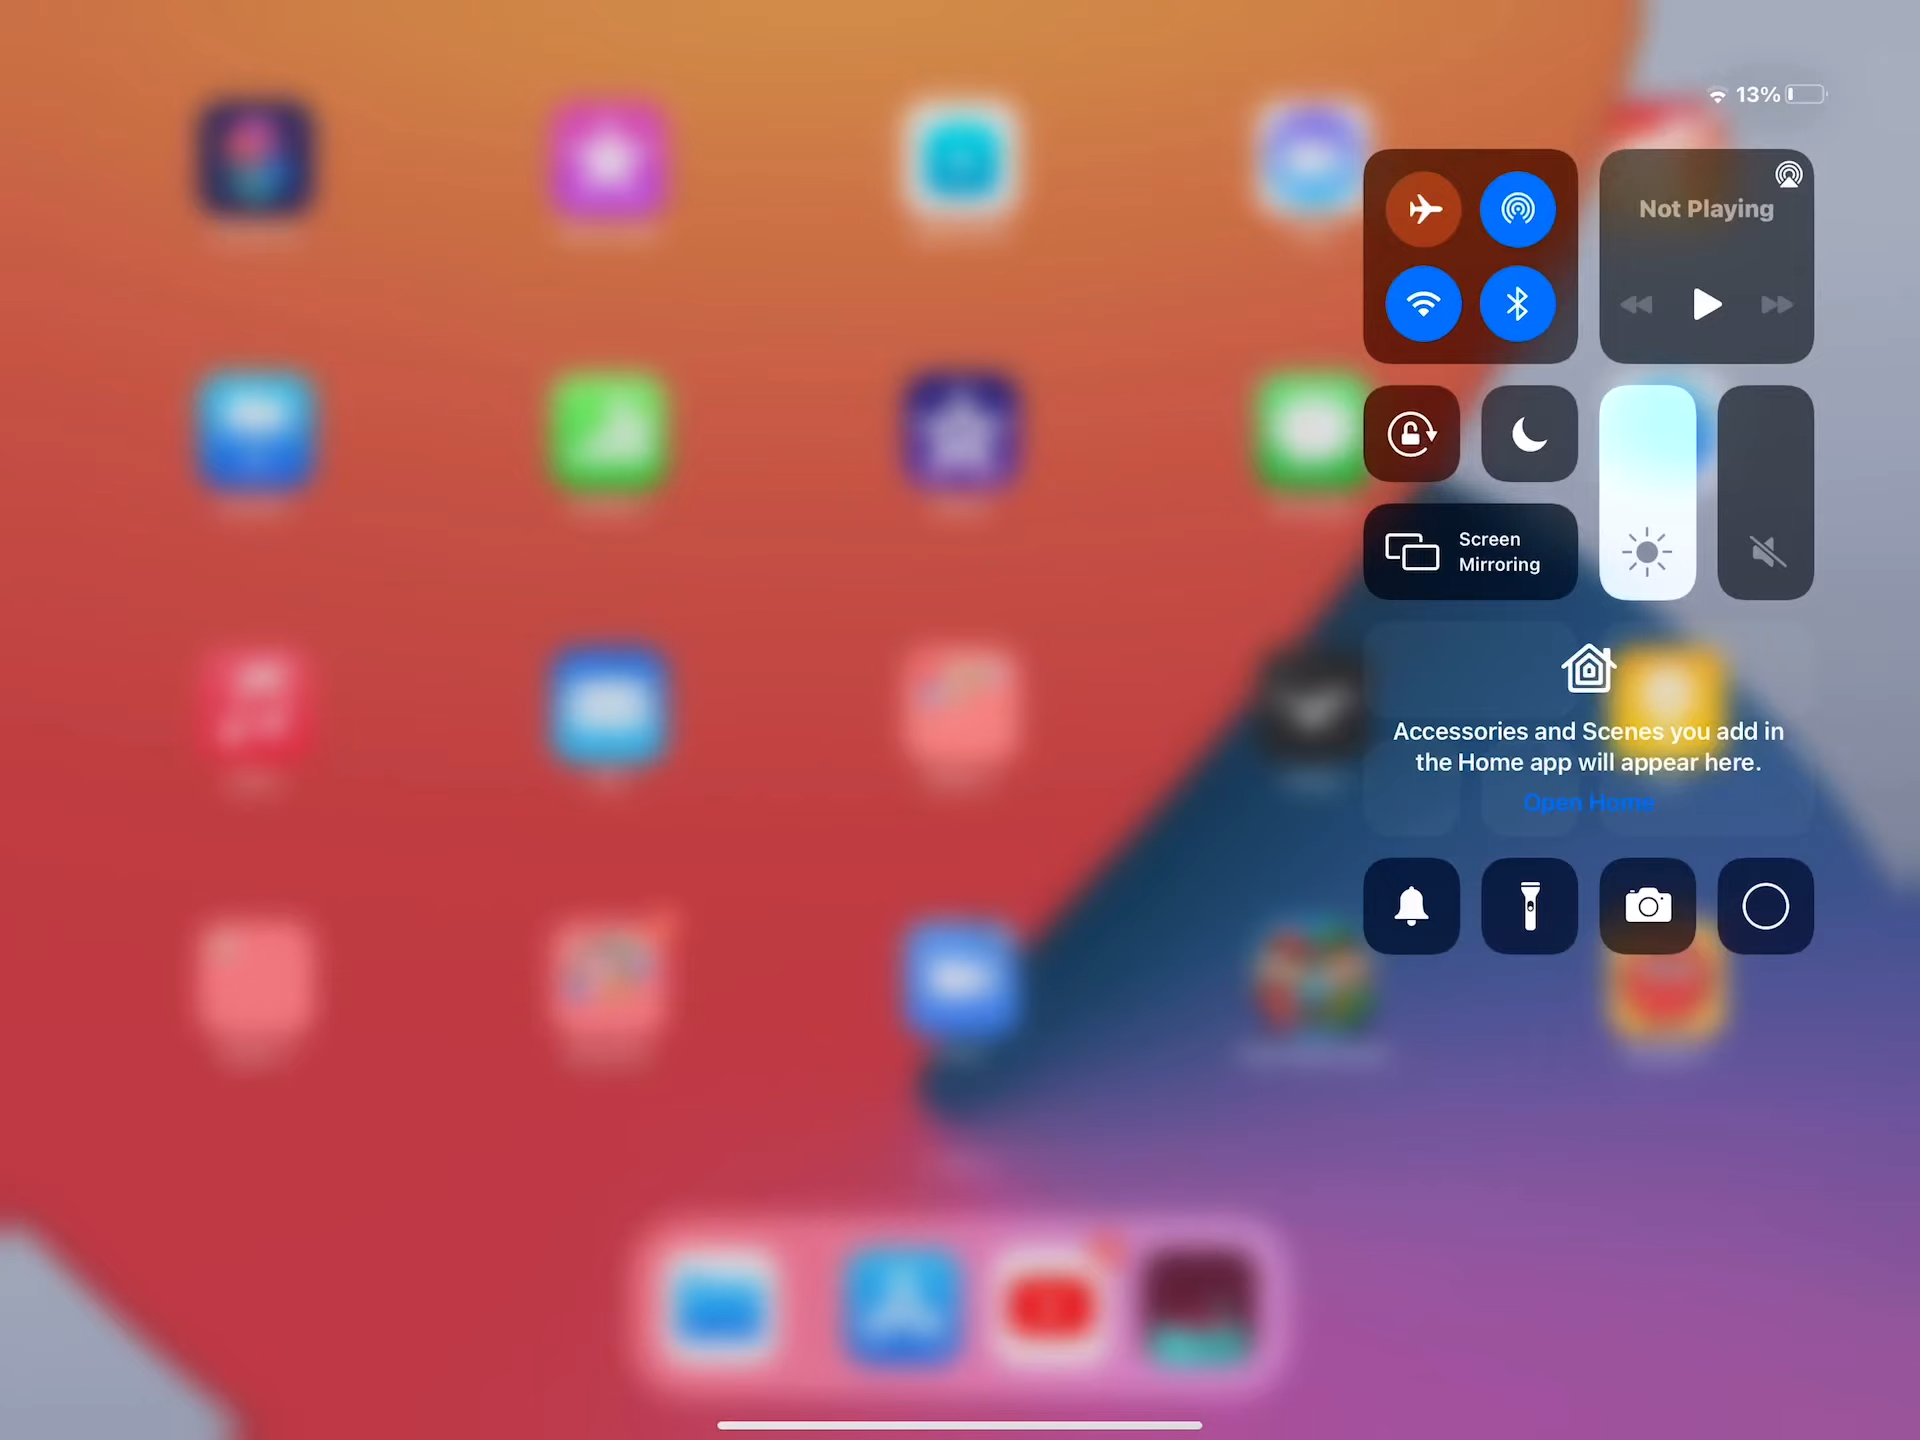 13%
Not Playing
Screen
Mirroring
Accessories and Scenes you add in
the Home app will appear here.
Open Home